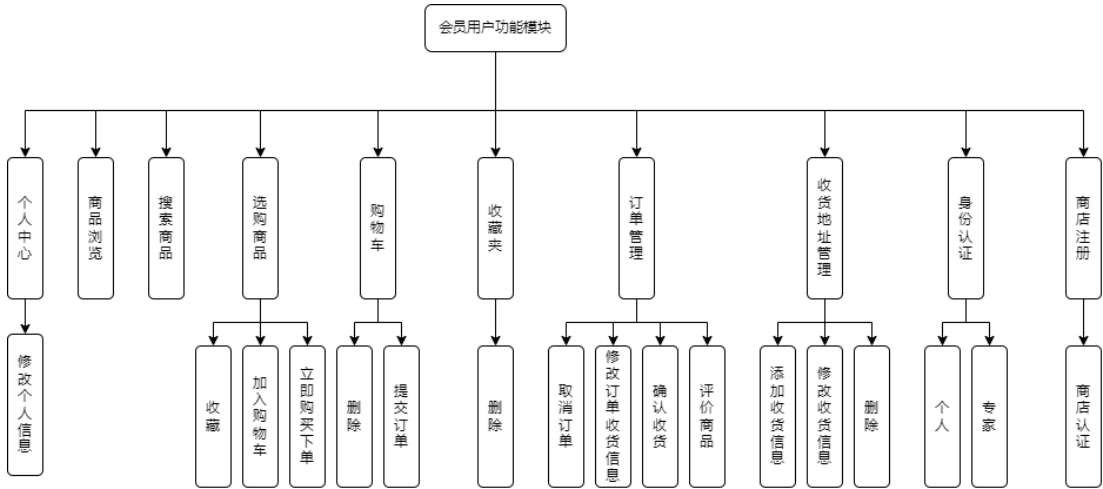 会员用户功能模块
个人中心
商品浏览
搜索商品
选购商品
购物车
收藏夹
订单管理
收货地址管理
身份认证
商店注册
修改个人信息
收藏
加入购物车
立即购买下单
删除
提交订单
删除
取消订单
修改订单收货信息
确认收货
评价商品
添加收货信息
修改收货信息
删除
个人
专家
商店认证